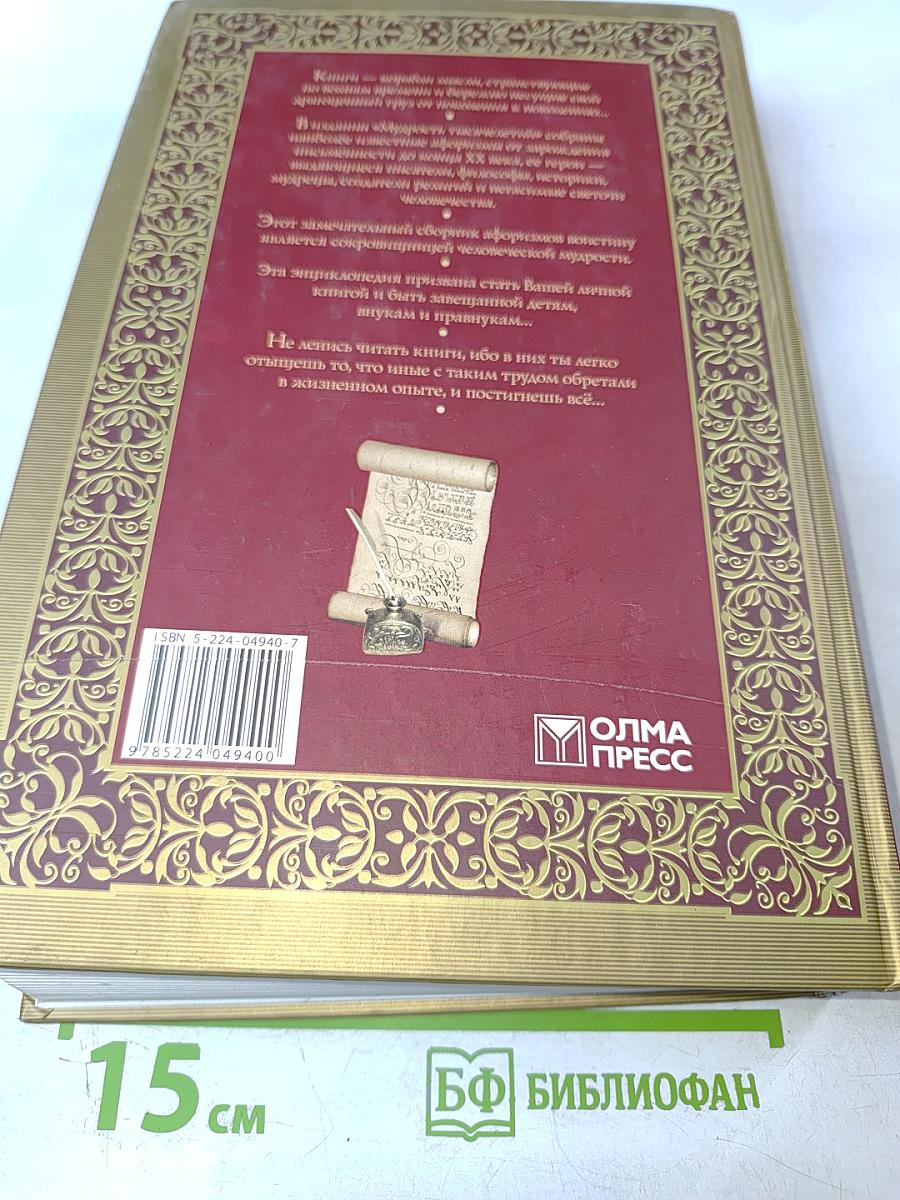 Книги — корабли мысли, странствующие
по волнам времени и бережно несущие свой
драгоценный груз от поколения к поколению...
В издании «Мудрость тысячелетий» собраны
наиболее известные афоризмы от зарождения
письменности до конца XX века, её герои —
выдающиеся писатели, философы, историки,
мудрецы, создатели религий и
светочи
человечества.
Этот замечательный сборник афоризмов воистину
является сокровищницей человеческой мудрости.
Эта энциклопедия призвана стать Вашей личной
книгой и быть завещанной детям,
внукам и правнукам...
Не ленись читать книги, ибо в них ты легко
отыщешь то, что иные с таким трудом обретали
в жизненном опыте, и постигнешь всё...
ISBN 5-224-04940-7
9785224 049400
ОЛМА
ПРЕСС
15 см
БФ БИБЛИОФАН